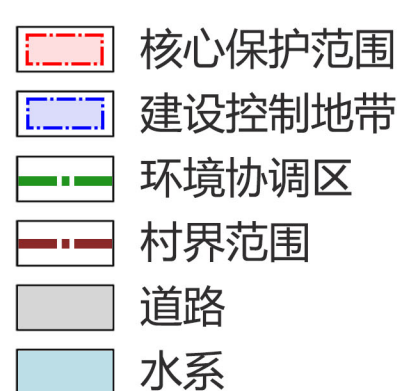 核心保护范围
建设控制地带
环境协调区
村界范围
道路
水系